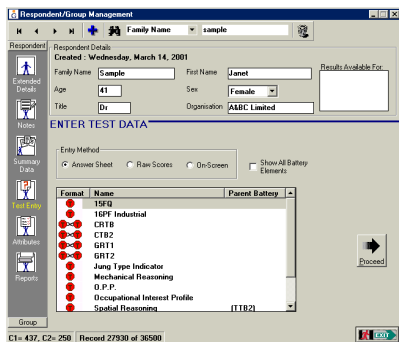 Respondent/Group Management
Family Name sample
Respondent
Respondent Details
Created : Wednesday, March 14, 2001
Family Name Sample First Name Janet Results Available For:
Age 41 Sex Female
Title Dr Organisation A&BC Limited
Extended Details
Notes
Summary Data
Test Entry
Attributes
Reports
Group
ENTER TEST DATA
Entry Method
Answer Sheet Raw Scores On-Screen Show All Battery Elements
Format Name Parent Battery
15FQ
16PF Industrial
CRTB
CTB2
GRT1
GRT2
Jung Type Indicator
Mechanical Reasoning
O.P.P.
Occupational Interest Profile
Spatial Reasoning (TTB2)
Proceed
C1= 437, C2= 250 Record 27930 of 36500
EXIT